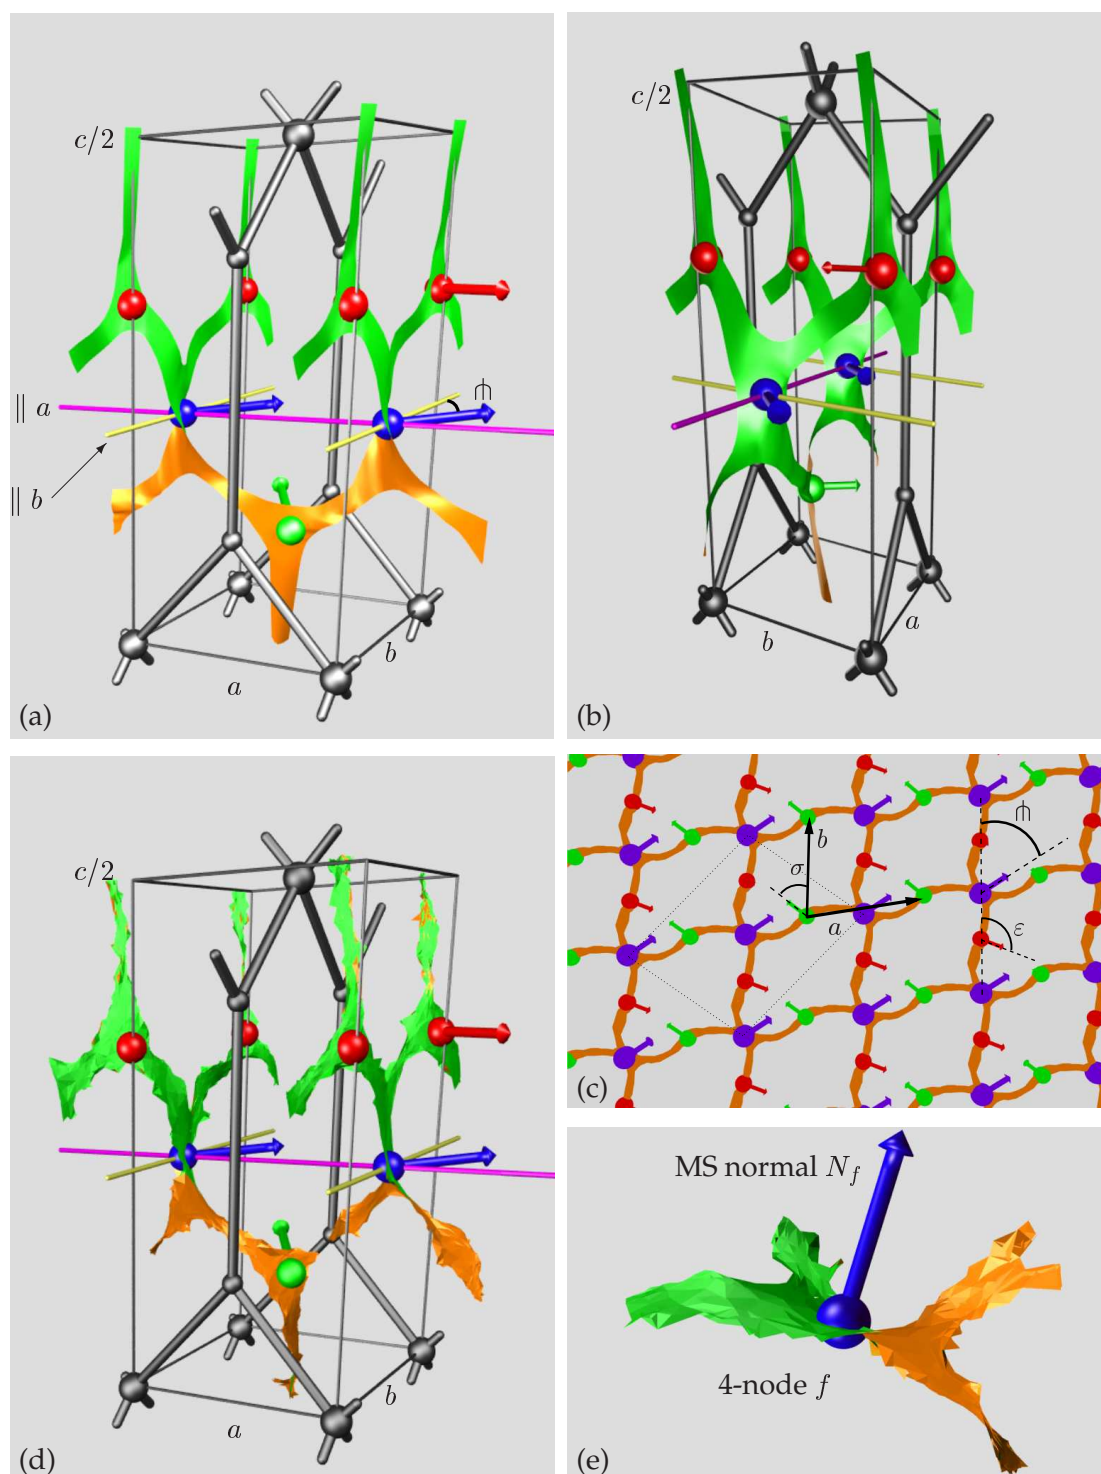 c/2
∥ a
⋔
∥ b
b
a
(a)
c/2
b
a
(b)
c/2
b
a
(d)
b
σ
a
⋔
ε
(c)
MS normal N_f
4-node f
(e)